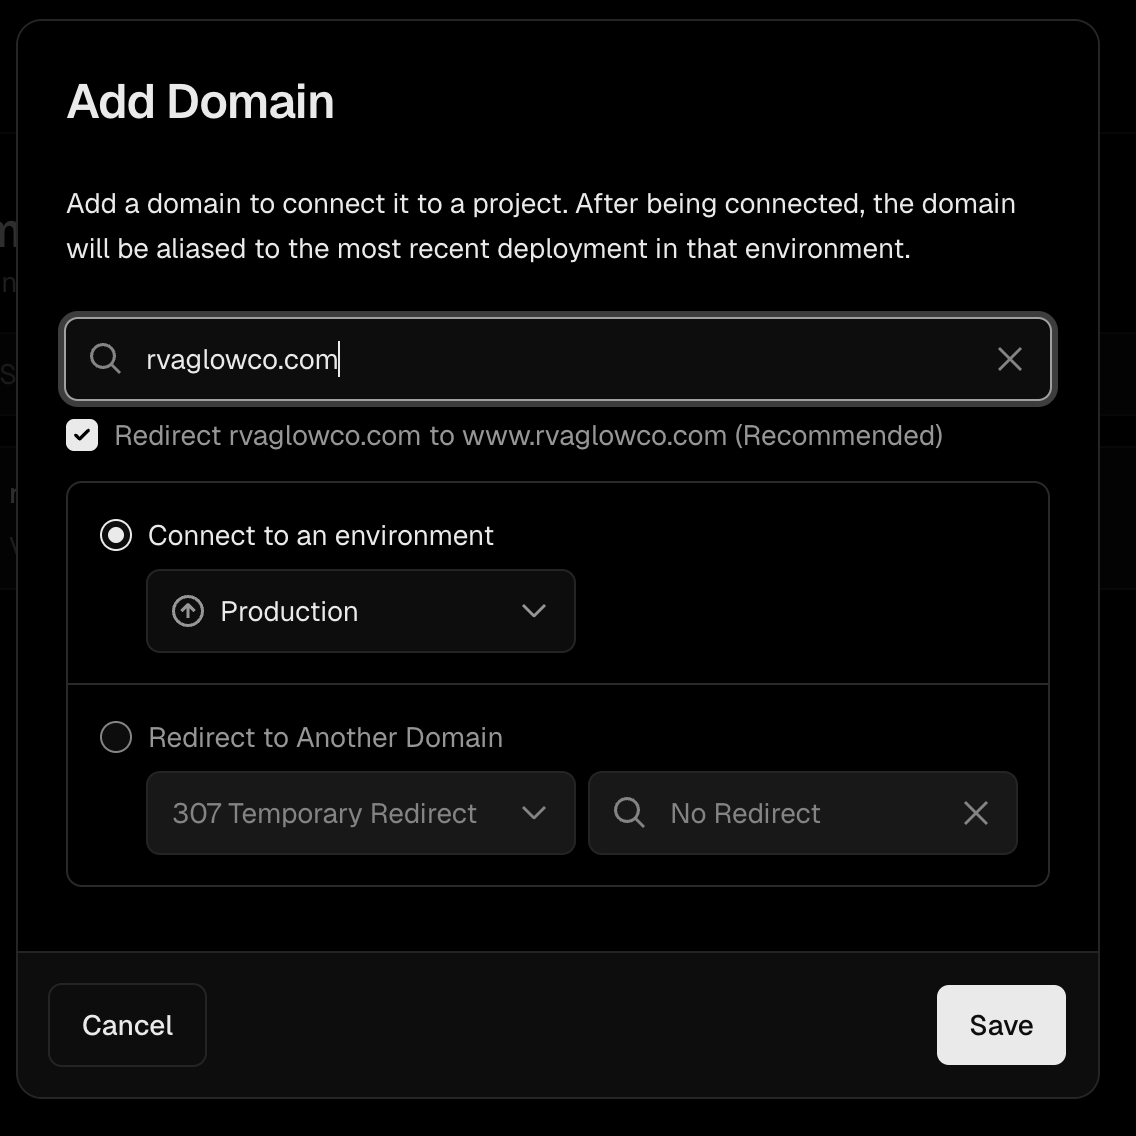 Add Domain
Add a domain to connect it to a project. After being connected, the domain
will be aliased to the most recent deployment in that environment.
rvaglowco.com
Redirect rvaglowco.com to www.rvaglowco.com (Recommended)
Connect to an environment
Production
Redirect to Another Domain
307 Temporary Redirect
No Redirect
Cancel
Save